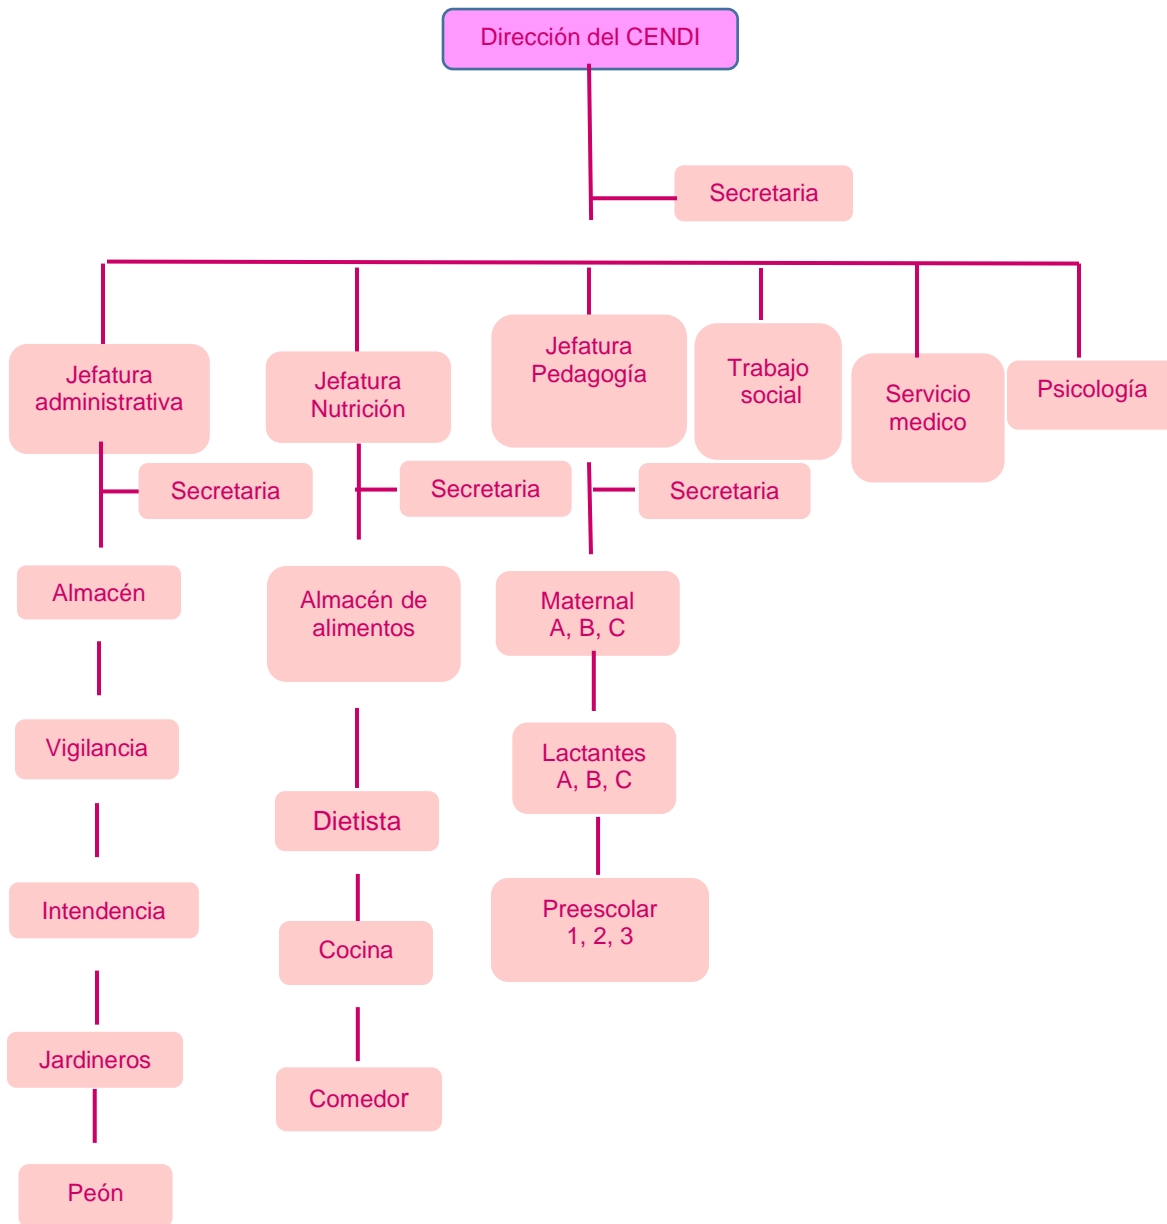 Dirección del CENDI
Secretaria
Jefatura
administrativa
Jefatura
Nutrición
Jefatura
Pedagogía
Trabajo
social
Servicio
medico
Psicología
Secretaria
Secretaria
Secretaria
Almacén
Almacén de
alimentos
Maternal
A, B, C
Vigilancia
Lactantes
A, B, C
Dietista
Intendencia
Cocina
Preescolar
1, 2, 3
Jardineros
Comedor
Peón